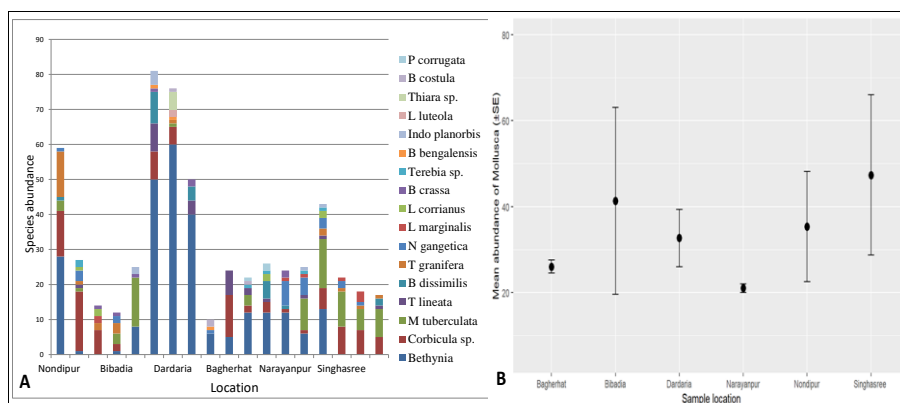 90
80
70
60
50
40
30
20
10
0
Species abundance
Nondipur Bibadia Dardaria Bagherhat Narayanpur Singhasree
Location
A
P corrugata
B costula
Thiara sp.
L luteola
Indo planorbis
B bengalensis
Terebia sp.
B crassa
L corrianus
L marginalis
N gangetica
T granifera
B dissimilis
T lineata
M tuberculata
Corbicula sp.
Bethynia
80
60
40
20
Mean abundance of Mollusca (±SE)
Bagherhat Bibadia Dardaria Narayanpur Nondipur Singhasree
Sample location
B